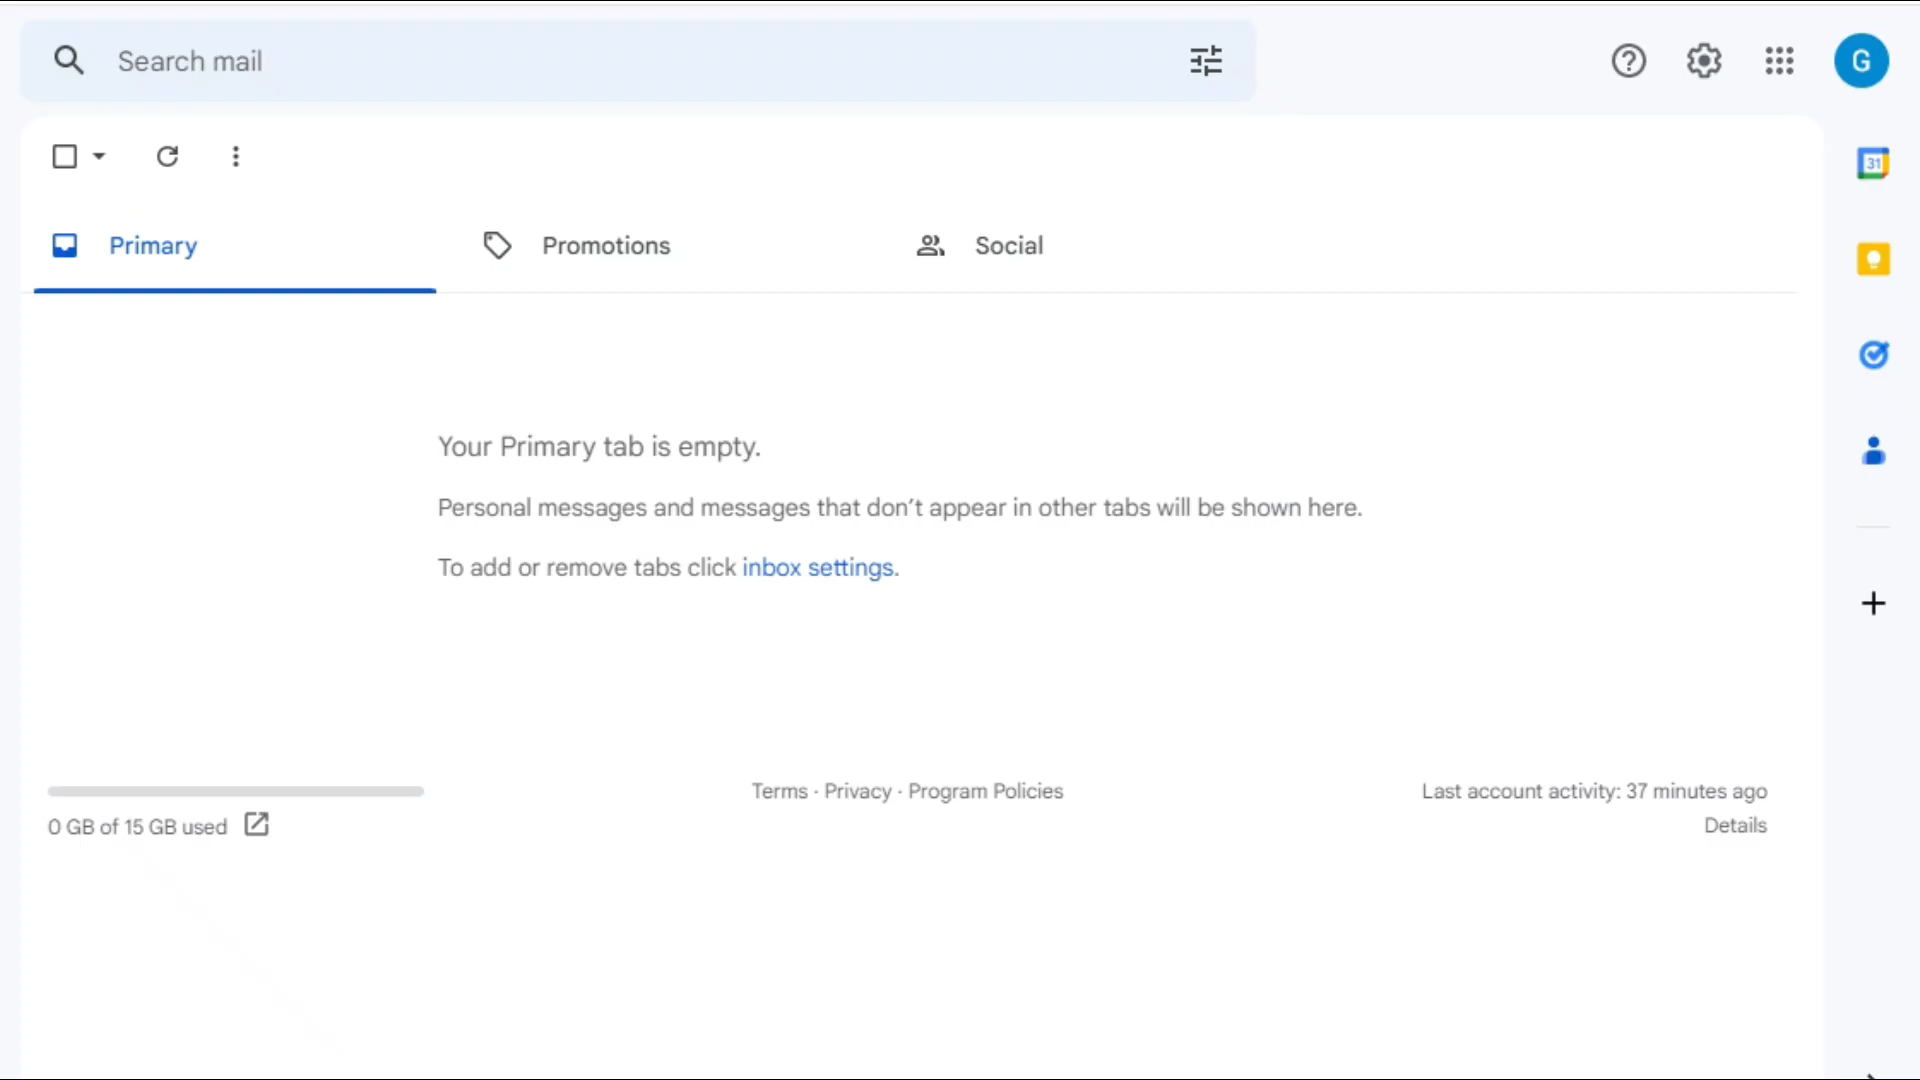 Search mail
G
31
Primary
Promotions
Social
Your Primary tab is empty.
Personal messages and messages that don’t appear in other tabs will be shown here.
To add or remove tabs click inbox settings.
Terms · Privacy · Program Policies
Last account activity: 37 minutes ago
0 GB of 15 GB used
Details